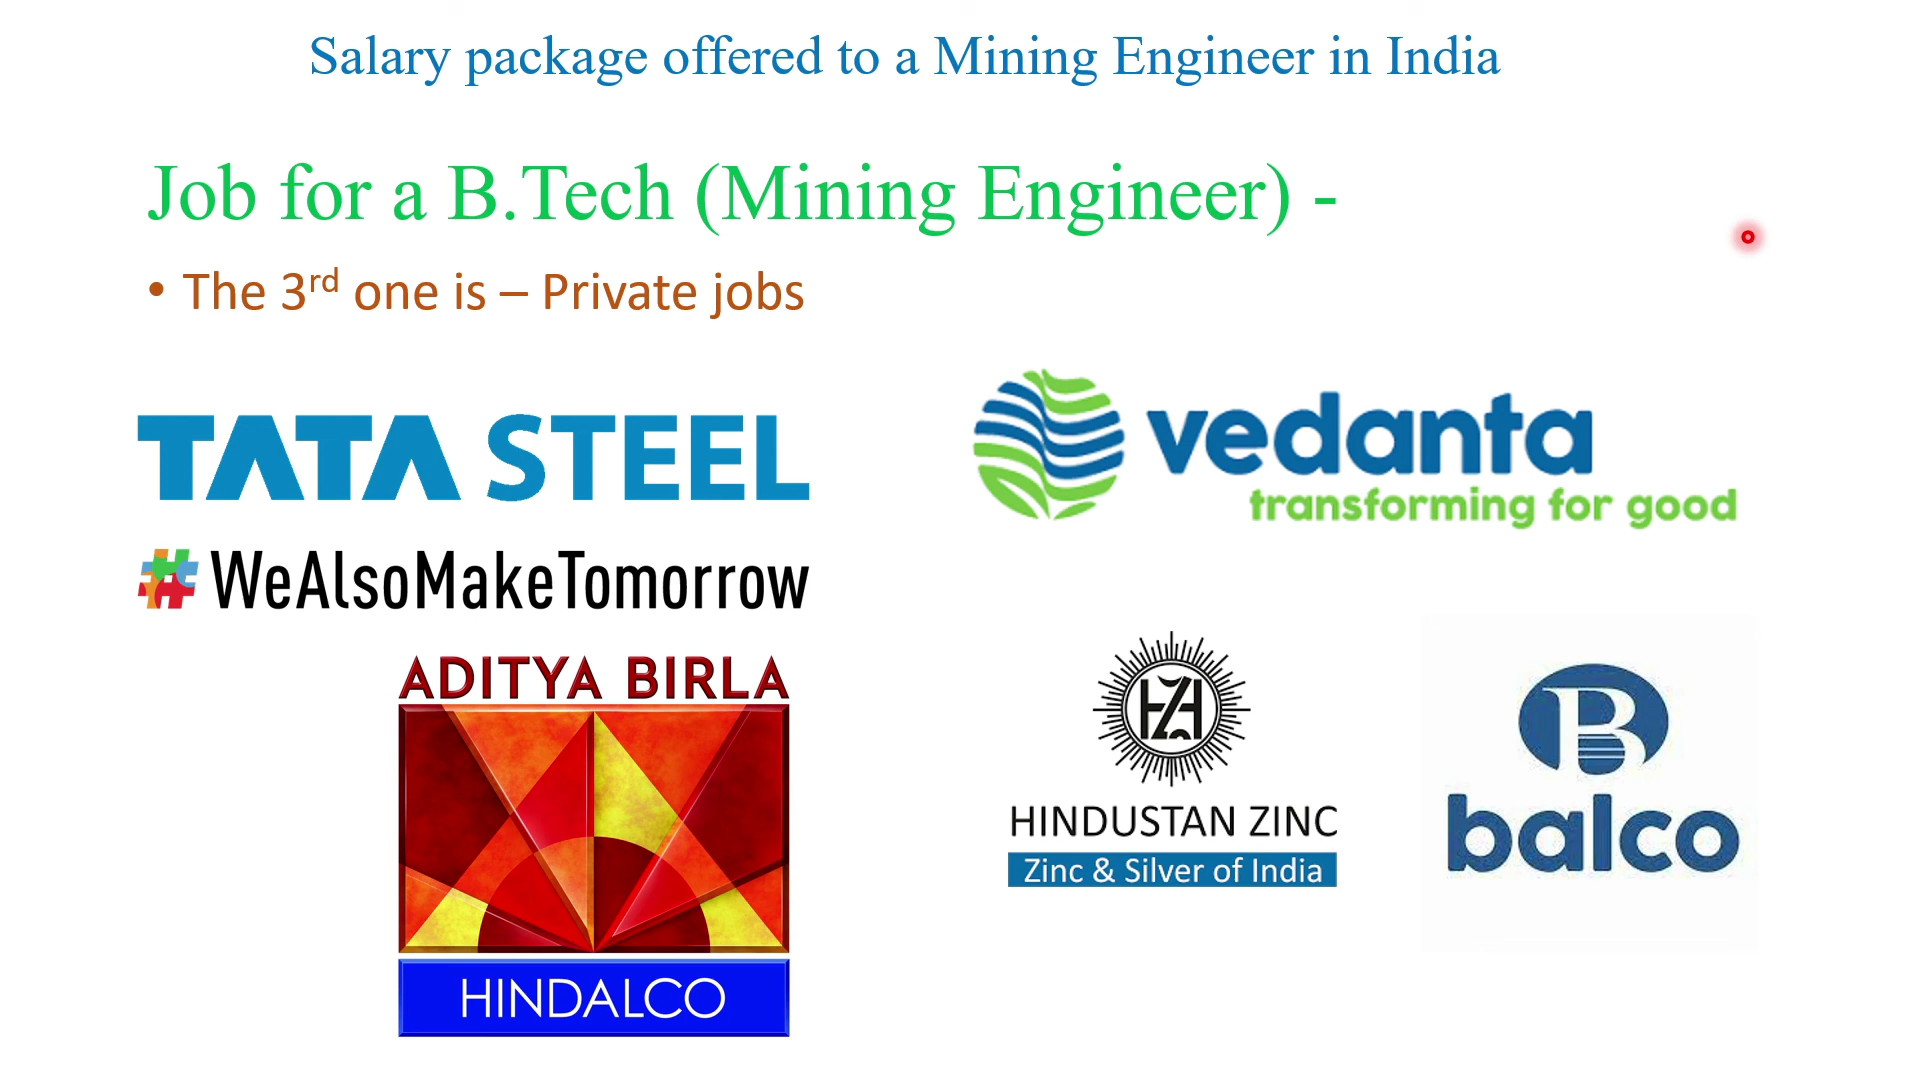 Salary package offered to a Mining Engineer in India
Job for a B.Tech (Mining Engineer) -
• The 3rd one is – Private jobs
TATA STEEL
#WeAlsoMakeTomorrow
vedanta
transforming for good
ADITYA BIRLA
HINDALCO
HZL
HINDUSTAN ZINC
Zinc & Silver of India
B
balco